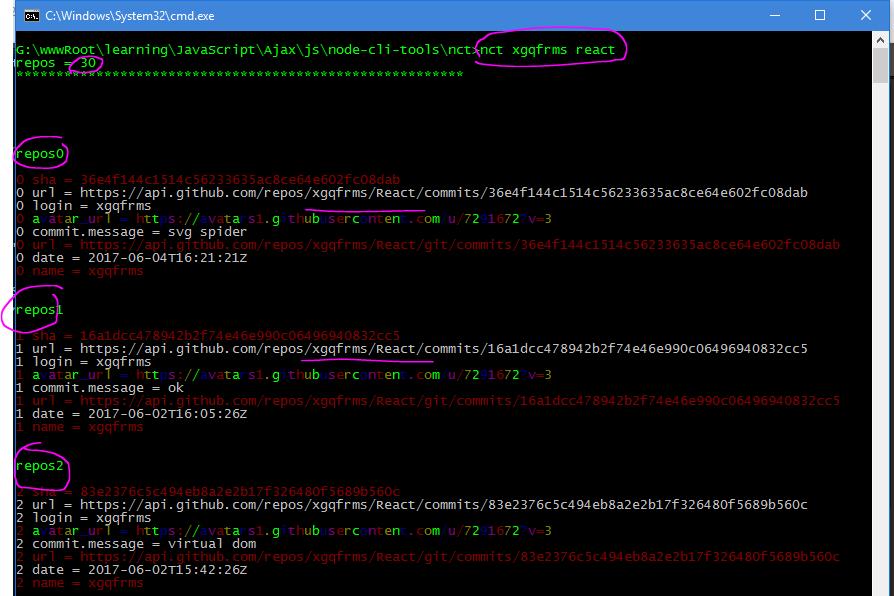 C:\Windows\System32\cmd.exe
G:\wwwRoot\learning\JavaScript\Ajax\js\node-cli-tools\nct>nct xgqfrms react
repos = 30
********************************************************
repos0
0 sha = 36e4f144c1514c56233635ac8ce64e602fc08dab
0 url = https://api.github.com/repos/xgqfrms/React/commits/36e4f144c1514c56233635ac8ce64e602fc08dab
0 login = xgqfrms
0 avatar_url = https://avatars1.githubusercontent.com/u/7291672?v=3
0 commit.message = svg spider
0 url = https://api.github.com/repos/xgqfrms/React/git/commits/36e4f144c1514c56233635ac8ce64e602fc08dab
0 date = 2017-06-04T16:21:21Z
0 name = xgqfrms
repos1
1 sha = 16a1dcc478942b2f74e46e990c06496940832cc5
1 url = https://api.github.com/repos/xgqfrms/React/commits/16a1dcc478942b2f74e46e990c06496940832cc5
1 login = xgqfrms
1 avatar_url = https://avatars1.githubusercontent.com/u/7291672?v=3
1 commit.message = ok
1 url = https://api.github.com/repos/xgqfrms/React/git/commits/16a1dcc478942b2f74e46e990c06496940832cc5
1 date = 2017-06-02T16:05:26Z
1 name = xgqfrms
repos2
2 sha = 83e2376c5c494eb8a2e2b17f326480f5689b560c
2 url = https://api.github.com/repos/xgqfrms/React/commits/83e2376c5c494eb8a2e2b17f326480f5689b560c
2 login = xgqfrms
2 avatar_url = https://avatars1.githubusercontent.com/u/7291672?v=3
2 commit.message = virtual dom
2 url = https://api.github.com/repos/xgqfrms/React/git/commits/83e2376c5c494eb8a2e2b17f326480f5689b560c
2 date = 2017-06-02T15:42:26Z
2 name = xgqfrms